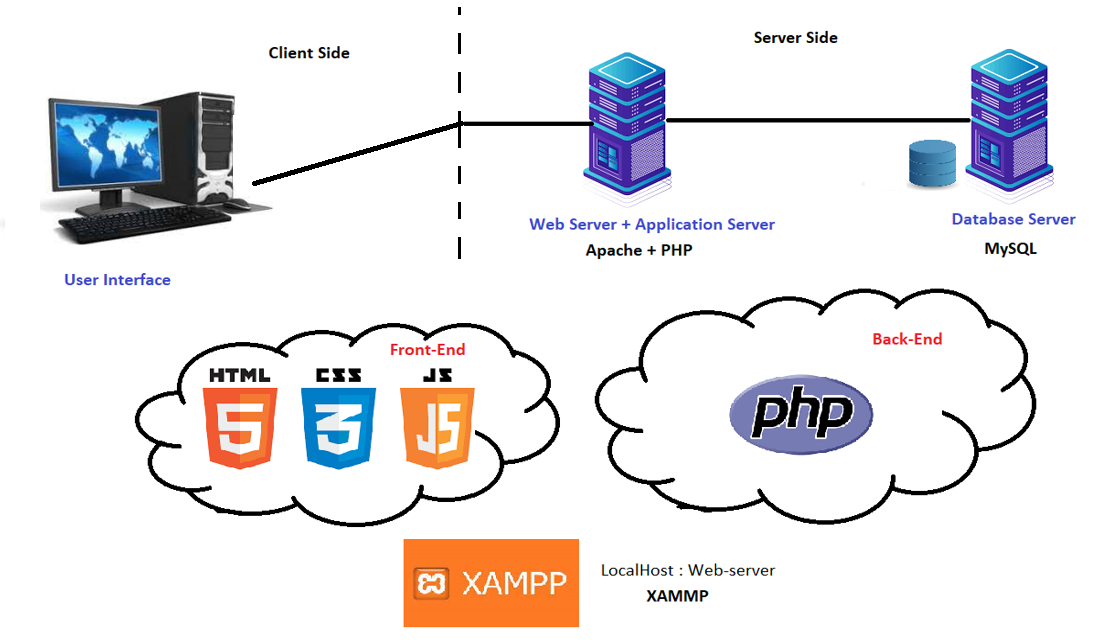 Client Side
Server Side
Web Server + Application Server
Apache + PHP
Database Server
MySQL
User Interface
Front-End
HTML CSS JS
5 3 JS
Back-End
php
XAMPP
LocalHost : Web-server
XAMMP